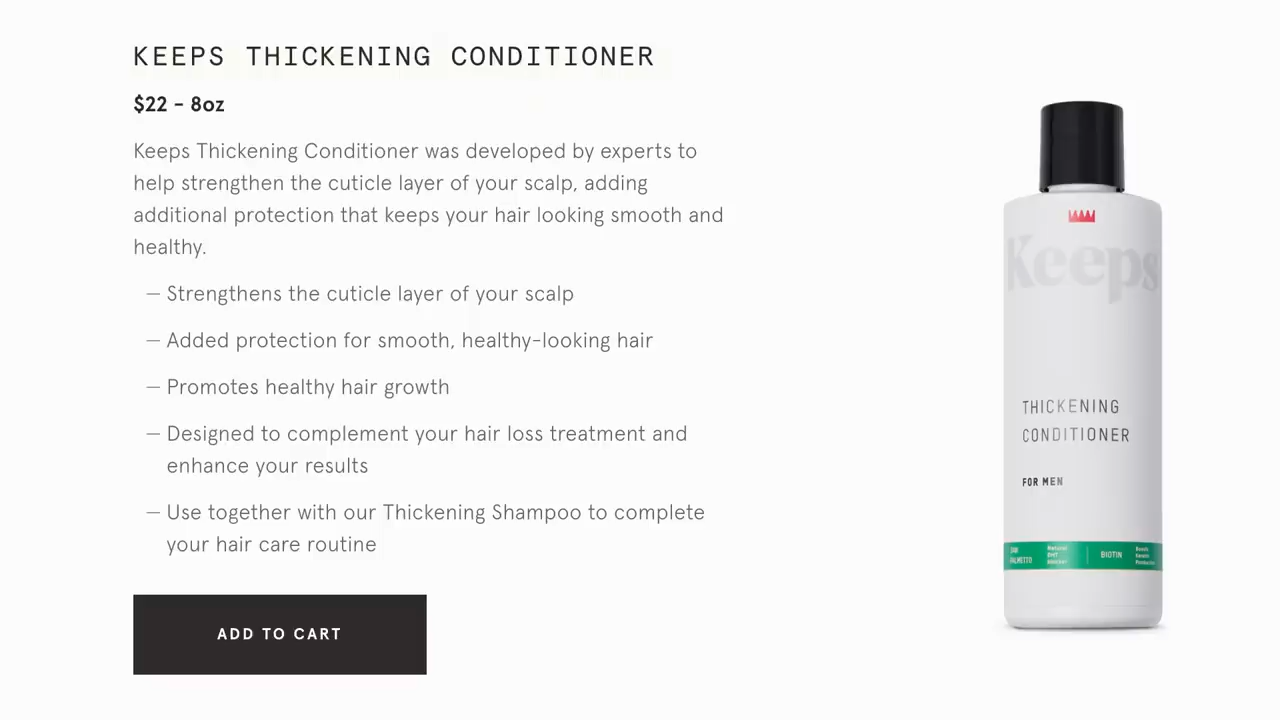 KEEPS THICKENING CONDITIONER
$22 - 8oz
Keeps Thickening Conditioner was developed by experts to
help strengthen the cuticle layer of your scalp, adding
additional protection that keeps your hair looking smooth and
healthy.
— Strengthens the cuticle layer of your scalp
— Added protection for smooth, healthy-looking hair
— Promotes healthy hair growth
— Designed to complement your hair loss treatment and
enhance your results
— Use together with our Thickening Shampoo to complete
your hair care routine
ADD TO CART
Keeps
THICKENING
CONDITIONER
FOR MEN
PALMETTO
Natural
DHT
Blocker
BIOTIN